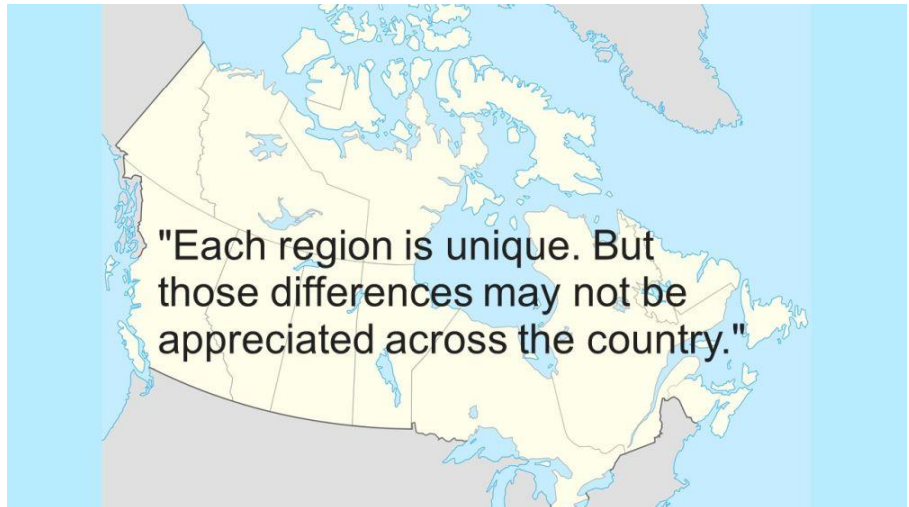 "Each region is unique. But
those differences may not be
appreciated across the country."